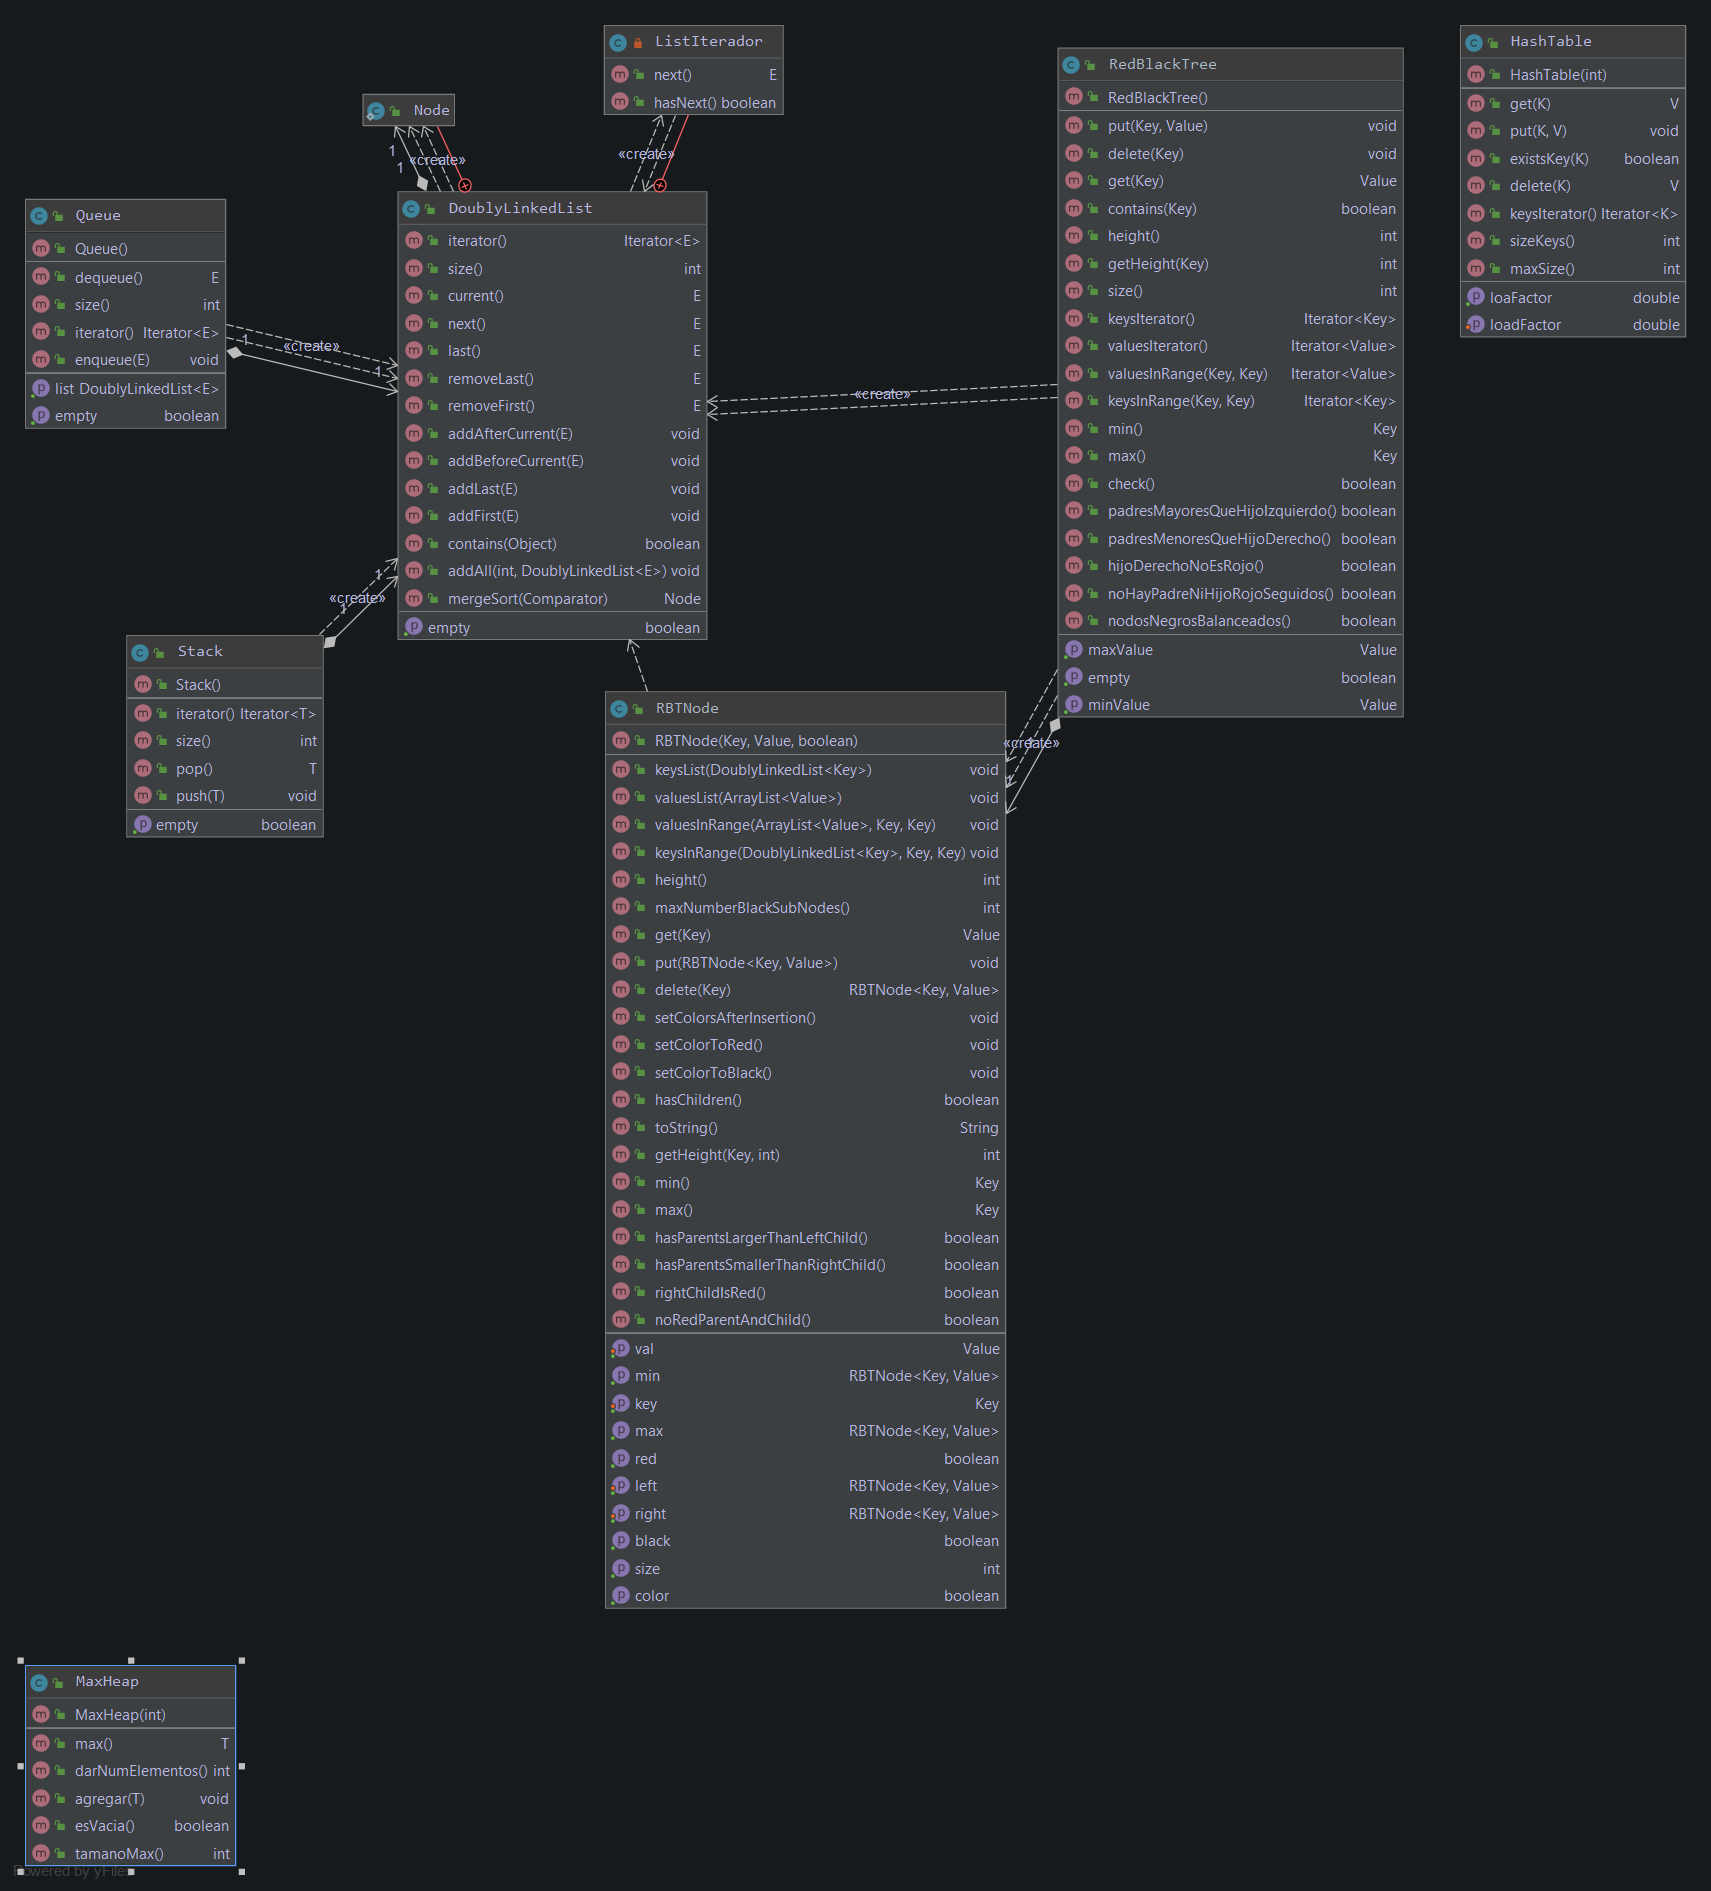 ListIterador
next() E
hasNext() boolean
Node
1
1
«create»
«create»
Queue
Queue()
dequeue() E
size() int
iterator() Iterator<E>
enqueue(E) void
list DoublyLinkedList<E>
empty boolean
1
«create»
1
DoublyLinkedList
iterator() Iterator<E>
size() int
current() E
next() E
last() E
removeLast() E
removeFirst() E
addAfterCurrent(E) void
addBeforeCurrent(E) void
addLast(E) void
addFirst(E) void
contains(Object) boolean
addAll(int, DoublyLinkedList<E>) void
mergeSort(Comparator) Node
empty boolean
«create»
RedBlackTree
RedBlackTree()
put(Key, Value) void
delete(Key) void
get(Key) Value
contains(Key) boolean
height() int
getHeight(Key) int
size() int
keysIterator() Iterator<Key>
valuesIterator() Iterator<Value>
valuesInRange(Key, Key) Iterator<Value>
keysInRange(Key, Key) Iterator<Key>
min() Key
max() Key
check() boolean
padresMayoresQueHijoIzquierdo() boolean
padresMenoresQueHijoDerecho() boolean
hijoDerechoNoEsRojo() boolean
noHayPadreNiHijoRojoSeguidos() boolean
nodosNegrosBalanceados() boolean
maxValue Value
empty boolean
minValue Value
HashTable
HashTable(int)
get(K) V
put(K, V) void
existsKey(K) boolean
delete(K) V
keysIterator() Iterator<K>
sizeKeys() int
maxSize() int
loaFactor double
loadFactor double
1
«create»
1
Stack
Stack()
iterator() Iterator<T>
size() int
pop() T
push(T) void
empty boolean
«create»
1
1
RBTNode
RBTNode(Key, Value, boolean)
keysList(DoublyLinkedList<Key>) void
valuesList(ArrayList<Value>) void
valuesInRange(ArrayList<Value>, Key, Key) void
keysInRange(DoublyLinkedList<Key>, Key, Key) void
height() int
maxNumberBlackSubNodes() int
get(Key) Value
put(RBTNode<Key, Value>) void
delete(Key) RBTNode<Key, Value>
setColorsAfterInsertion() void
setColorToRed() void
setColorToBlack() void
hasChildren() boolean
toString() String
getHeight(Key, int) int
min() Key
max() Key
hasParentsLargerThanLeftChild() boolean
hasParentsSmallerThanRightChild() boolean
rightChildIsRed() boolean
noRedParentAndChild() boolean
val Value
min RBTNode<Key, Value>
key Key
max RBTNode<Key, Value>
red boolean
left RBTNode<Key, Value>
right RBTNode<Key, Value>
black boolean
size int
color boolean
MaxHeap
MaxHeap(int)
max() T
darNumElementos() int
agregar(T) void
esVacia() boolean
tamanoMax() int
Powered by yFiles